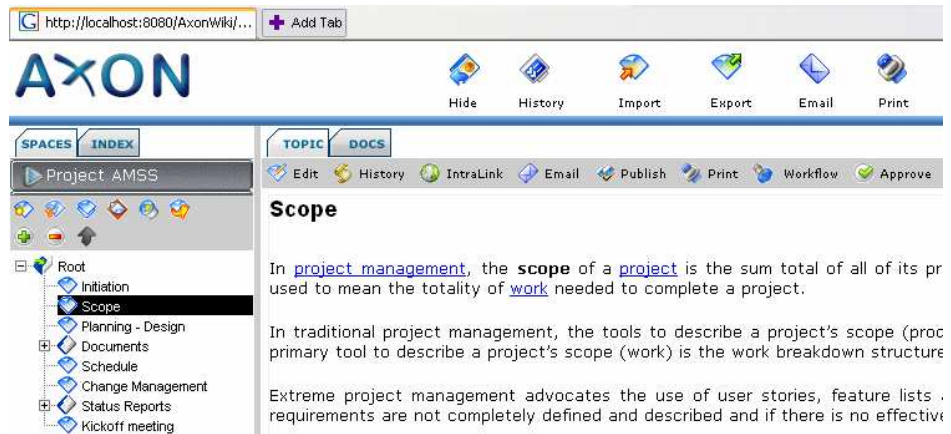 http://localhost:8080/AxonWiki/... Add Tab
AXON
Hide History Import Export Email Print
SPACES INDEX
TOPIC DOCS
Project AMSS
Edit History IntraLink Email Publish Print Workflow Approve
Scope
Root
Initiation
Scope
Planning - Design
Documents
Schedule
Change Management
Status Reports
Kickoff meeting
In project management, the scope of a project is the sum total of all of its pr
used to mean the totality of work needed to complete a project.
In traditional project management, the tools to describe a project's scope (proc
primary tool to describe a project's scope (work) is the work breakdown structure
Extreme project management advocates the use of user stories, feature lists
requirements are not completely defined and described and if there is no effective